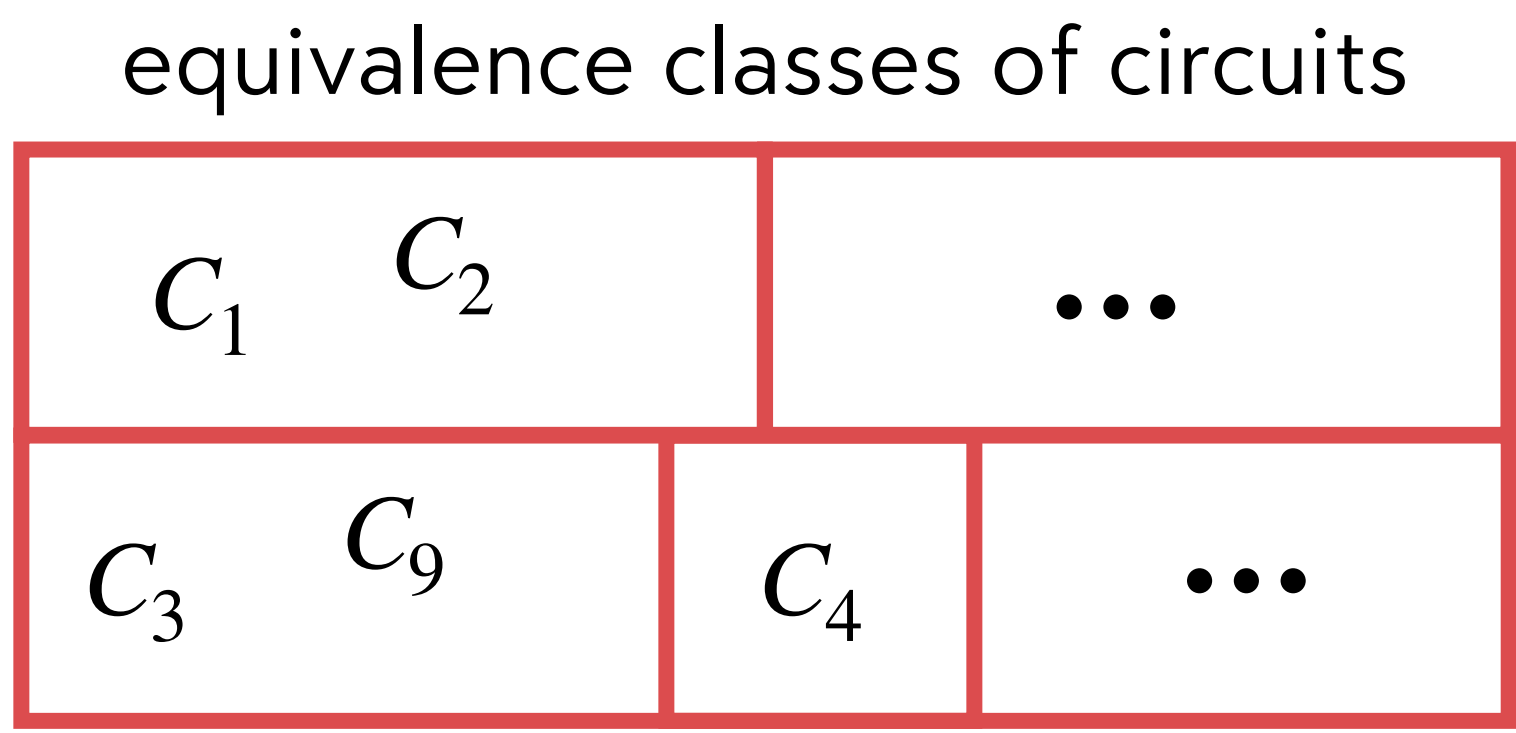 equivalence classes of circuits
C₁ C₂ •••
C₃ C₉ C₄ •••